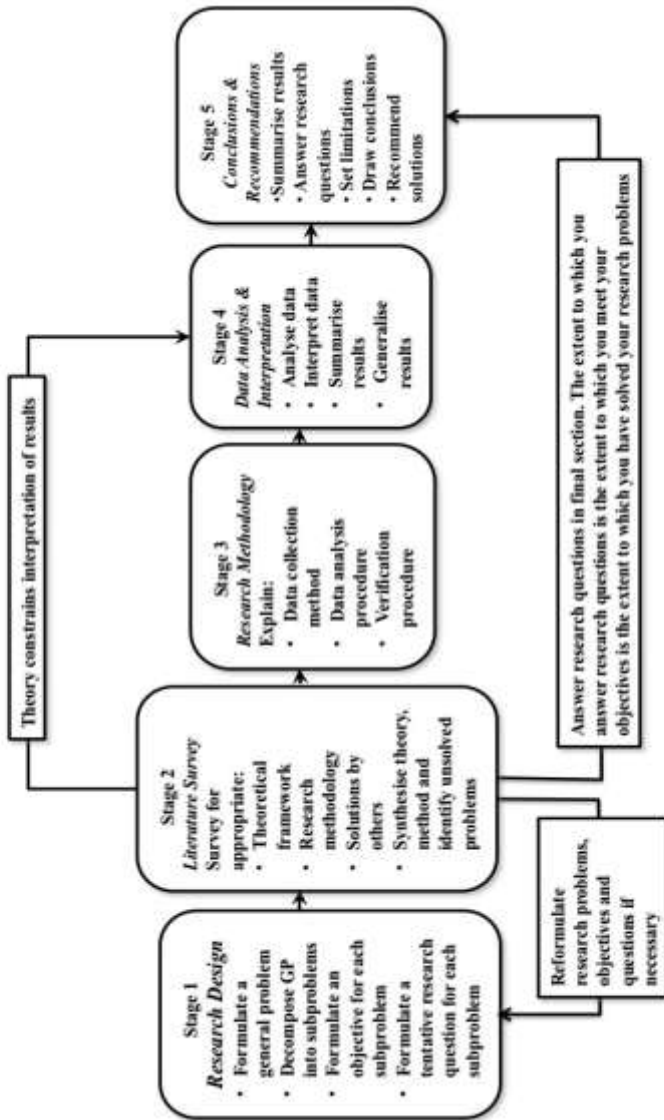 Theory constrains interpretation of results
Stage 1
Research Design
• Formulate a
general problem
• Decompose GP
into subproblems
• Formulate an
objective for each
subproblem
• Formulate a
tentative research
question for each
subproblem
Stage 2
Literature Survey
Survey for
appropriate:
• Theoretical
framework
• Research
methodology
• Solutions by
others
• Synthesise theory,
method and
identify unsolved
problems
Stage 3
Research Methodology
Explain:
• Data collection
method
• Data analysis
procedure
• Verification
procedure
Stage 4
Data Analysis &
Interpretation
• Analyse data
• Interpret data
• Summarise
results
• Generalise
results
Stage 5
Conclusions &
Recommendations
•Summarise results
• Answer research
questions
• Set limitations
• Draw conclusions
• Recommend
solutions
Reformulate
research problems,
objectives and
questions if
necessary
Answer research questions in final section. The extent to which you
answer research questions is the extent to which you meet your
objectives is the extent to which you have solved your research problems